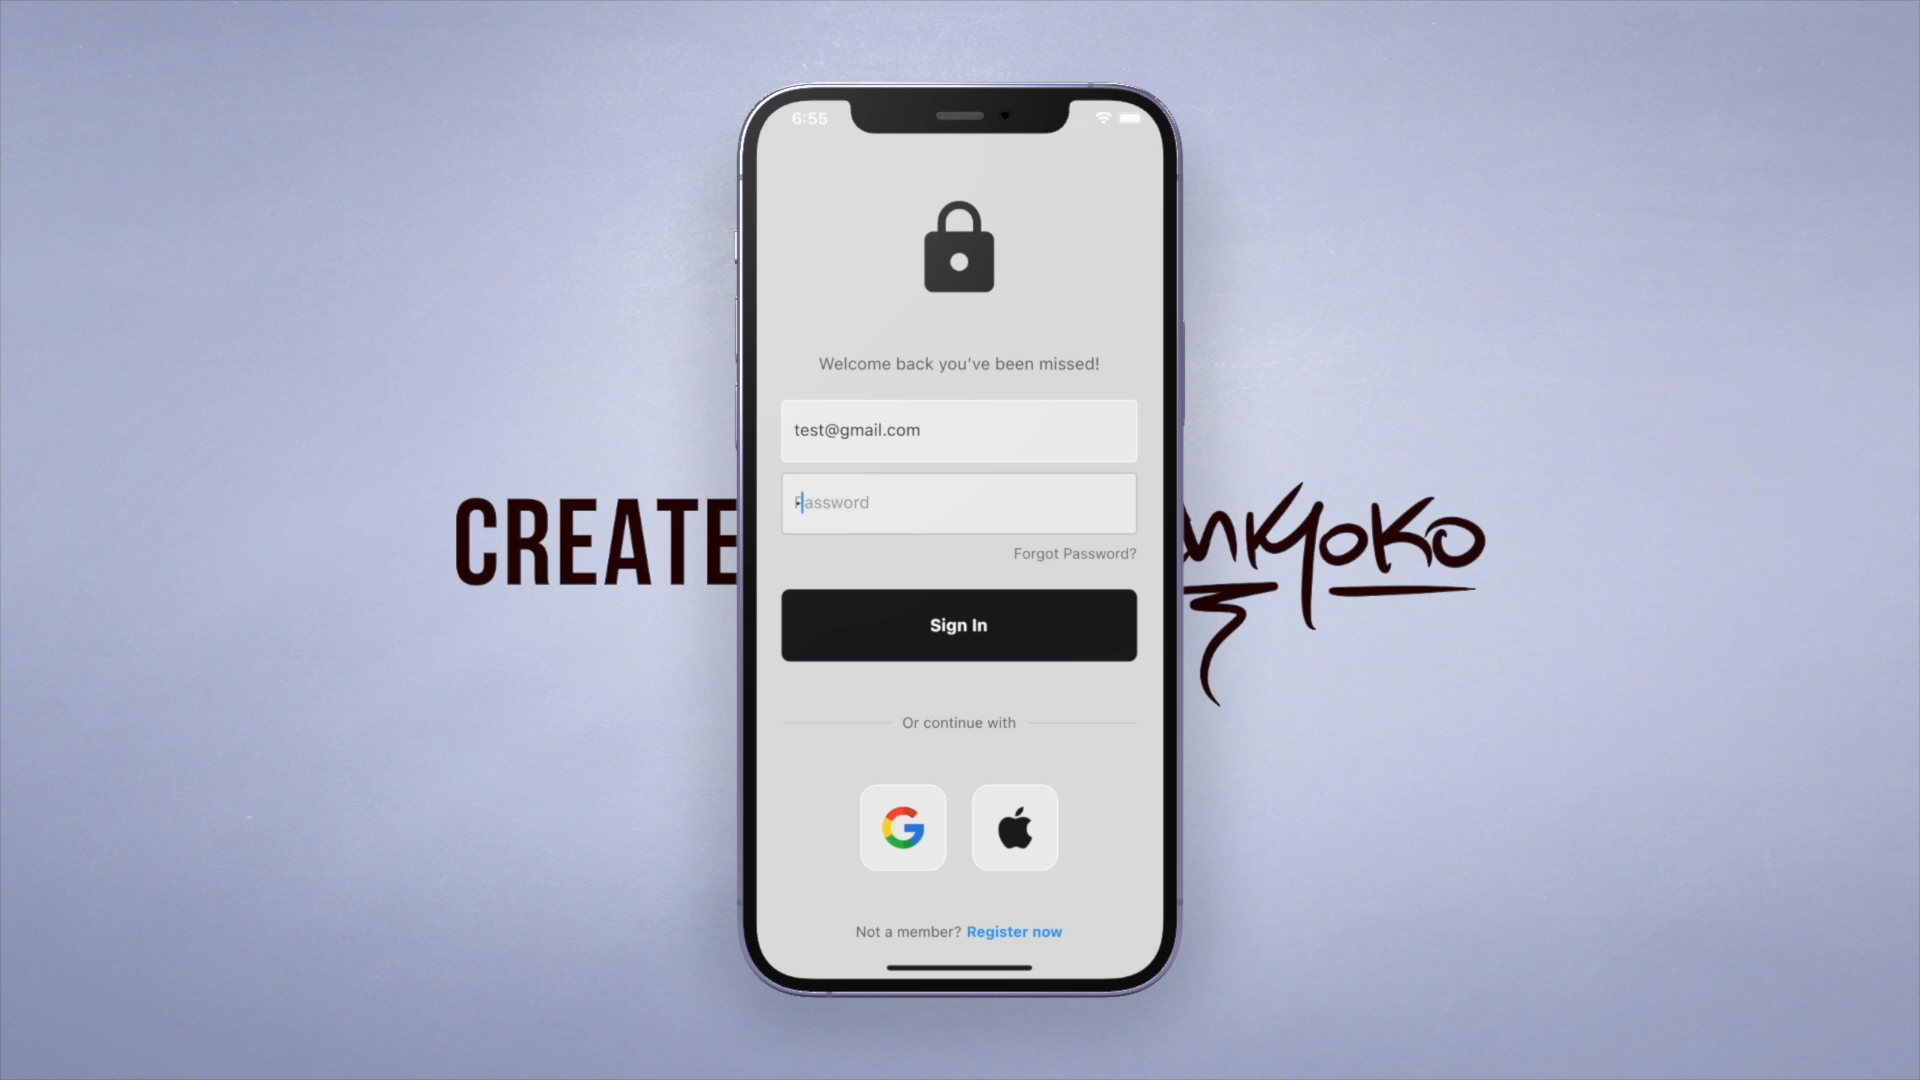 6:55
Welcome back you've been missed!
test@gmail.com
Password
Forgot Password?
CREATE
Sign In
Or continue with
Not a member? Register now